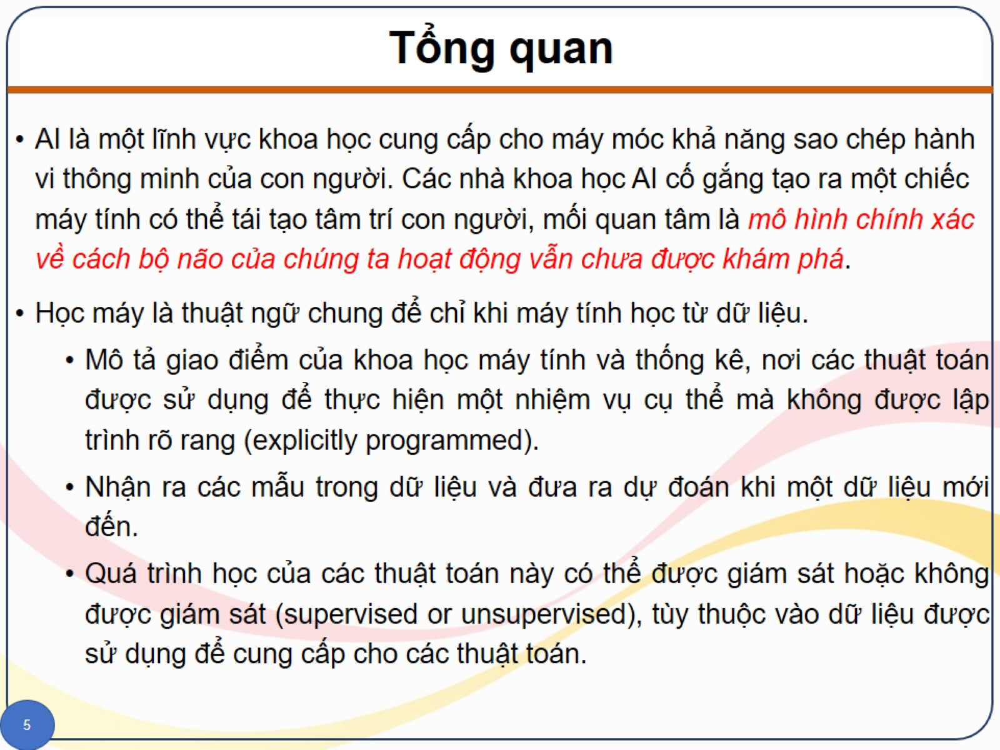 Tổng quan
• AI là một lĩnh vực khoa học cung cấp cho máy móc khả năng sao chép hành
vi thông minh của con người. Các nhà khoa học AI cố gắng tạo ra một chiếc
máy tính có thể tái tạo tâm trí con người, mối quan tâm là mô hình chính xác
về cách bộ não của chúng ta hoạt động vẫn chưa được khám phá.
• Học máy là thuật ngữ chung để chỉ khi máy tính học từ dữ liệu.
• Mô tả giao điểm của khoa học máy tính và thống kê, nơi các thuật toán
được sử dụng để thực hiện một nhiệm vụ cụ thể mà không được lập
trình rõ rang (explicitly programmed).
• Nhận ra các mẫu trong dữ liệu và đưa ra dự đoán khi một dữ liệu mới
đến.
• Quá trình học của các thuật toán này có thể được giám sát hoặc không
được giám sát (supervised or unsupervised), tùy thuộc vào dữ liệu được
sử dụng để cung cấp cho các thuật toán.
5